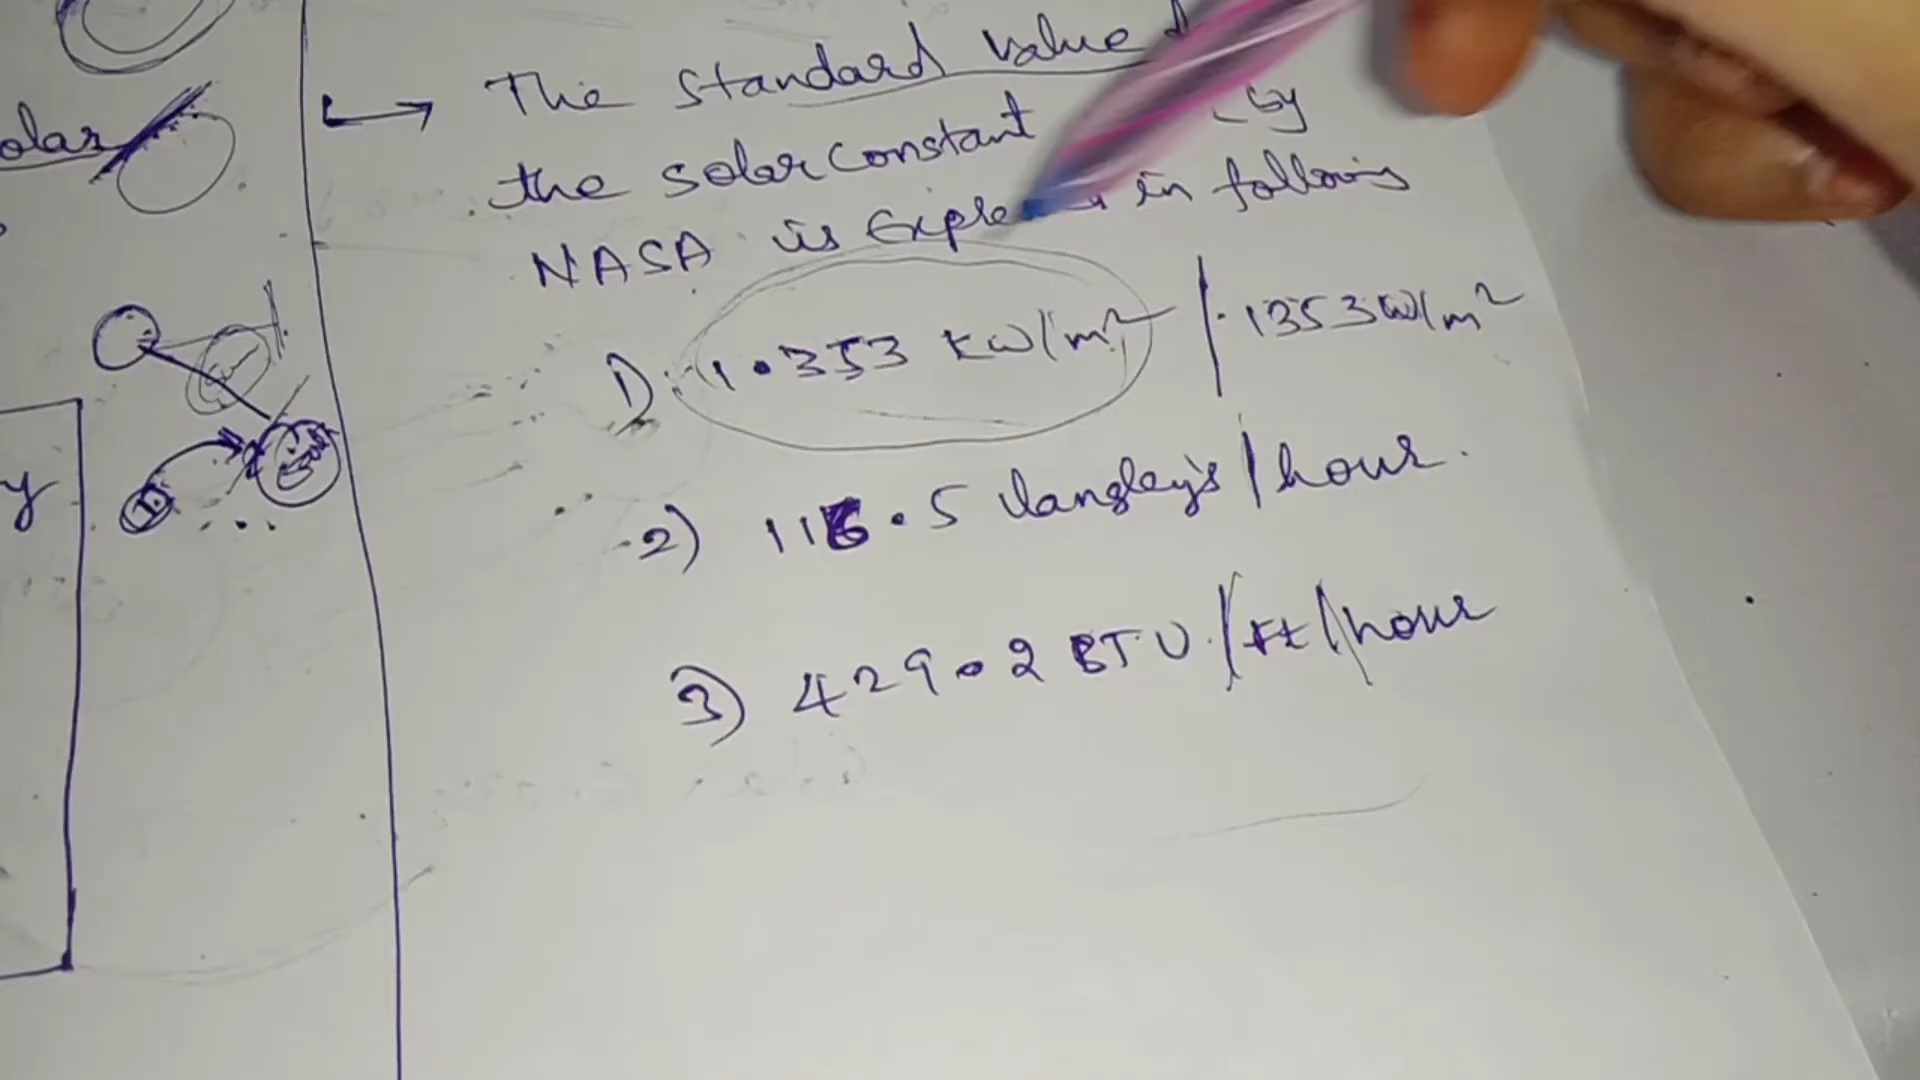 olar
y
The standard value
the solar constant by
NASA is in following
1) 1.353 kw/m² / 1353 W/m²
2) 116.5 langley's/hour.
3) 429.2 BTU/ft/hour